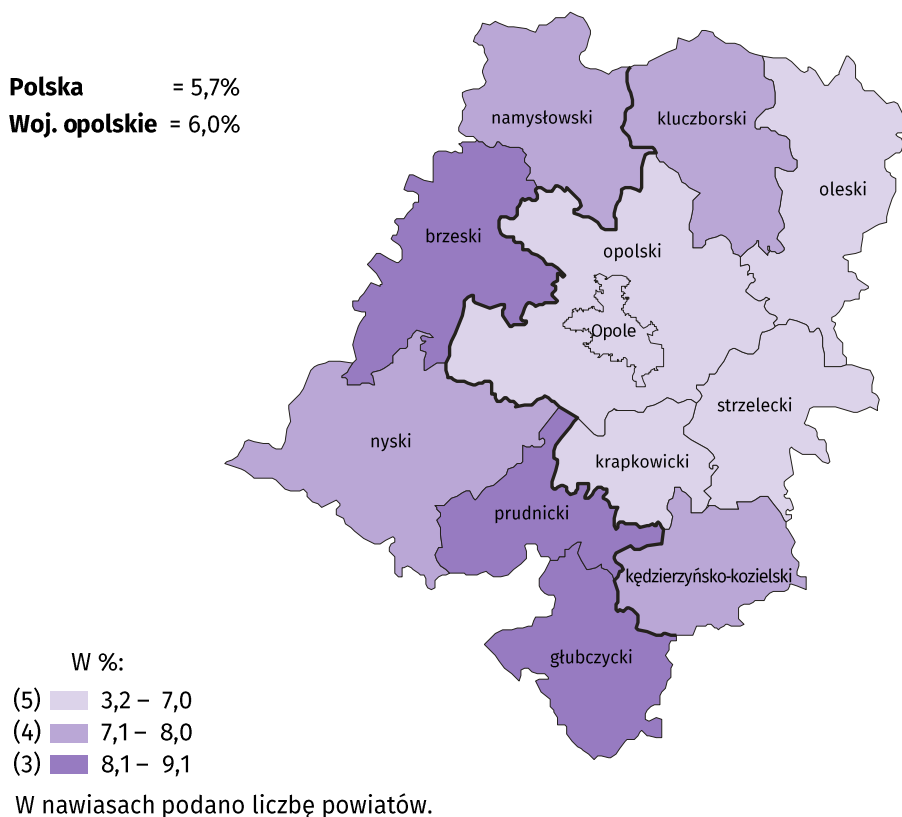 Polska = 5,7%
Woj. opolskie = 6,0%
namysłowski
kluczborski
oleski
brzeski
opolski
Opole
strzelecki
nyski
krapkowicki
prudnicki
kędzierzyńsko-kozielski
głubczycki
W %:
(5) 3,2 – 7,0
(4) 7,1 – 8,0
(3) 8,1 – 9,1
W nawiasach podano liczbę powiatów.